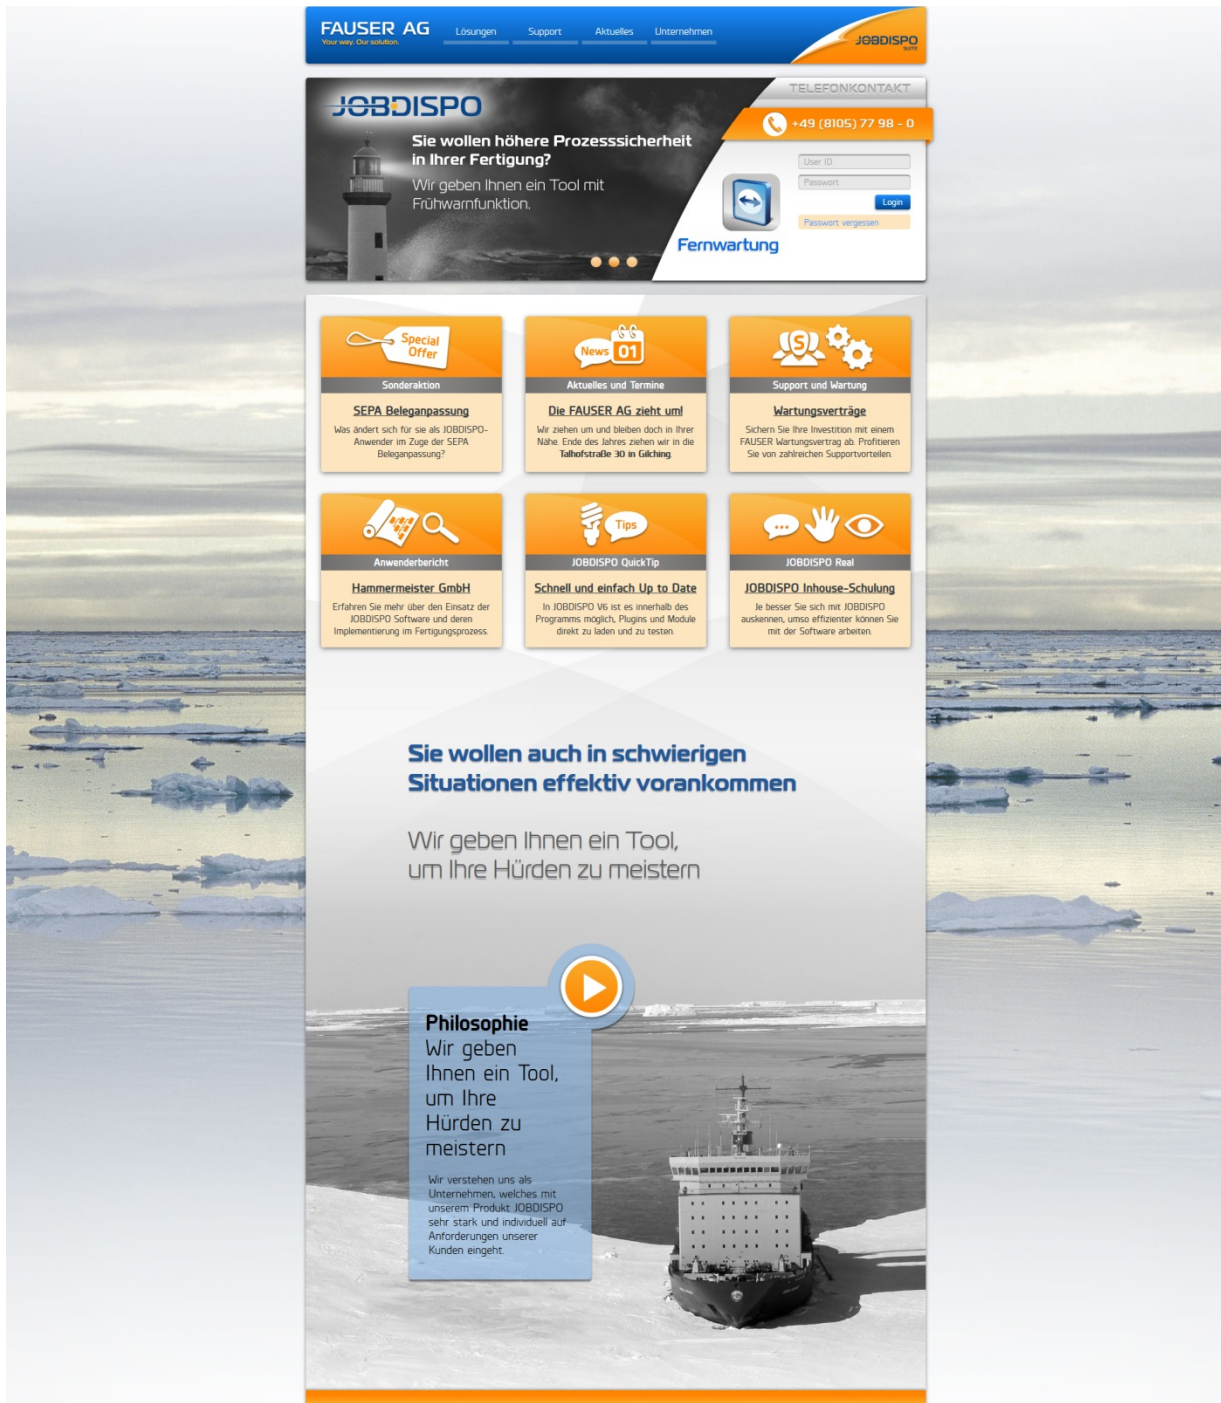 FAUSER AG
Your way. Our solution.
Lösungen
Support
Aktuelles
Unternehmen
JOBDISPO
SUITE
JOBDISPO
Sie wollen höhere Prozesssicherheit
in Ihrer Fertigung?
Wir geben Ihnen ein Tool mit
Frühwarnfunktion.
TELEFONKONTAKT
+49 (8105) 77 98 - 0
User ID
Passwort
Login
Passwort vergessen
Fernwartung
Special
Offer
Sonderaktion
SEPA Beleganpassung
Was ändert sich für sie als JOBDISPO-
Anwender im Zuge der SEPA
Beleganpassung?
News
01
Aktuelles und Termine
Die FAUSER AG zieht um!
Wir ziehen um und bleiben doch in Ihrer
Nähe. Ende des Jahres ziehen wir in die
Talhofstraße 30 in Gilching.
S
Support und Wartung
Wartungsverträge
Sichern Sie Ihre Investition mit einem
FAUSER Wartungsvertrag ab. Profitieren
Sie von zahlreichen Supportvorteilen.
Anwenderbericht
Hammermeister GmbH
Erfahren Sie mehr über den Einsatz der
JOBDISPO Software und deren
Implementierung im Fertigungsprozess.
Tips
JOBDISPO QuickTip
Schnell und einfach Up to Date
In JOBDISPO V6 ist es innerhalb des
Programms möglich, Plugins und Module
direkt zu laden und zu testen.
...
JOBDISPO Real
JOBDISPO Inhouse-Schulung
Je besser Sie sich mit JOBDISPO
auskennen, umso effizienter können Sie
mit der Software arbeiten.
Sie wollen auch in schwierigen
Situationen effektiv vorankommen
Wir geben Ihnen ein Tool,
um Ihre Hürden zu meistern
Philosophie
Wir geben
Ihnen ein Tool,
um Ihre
Hürden zu
meistern
Wir verstehen uns als
Unternehmen, welches mit
unserem Produkt JOBDISPO
sehr stark und individuell auf
Anforderungen unserer
Kunden eingeht.